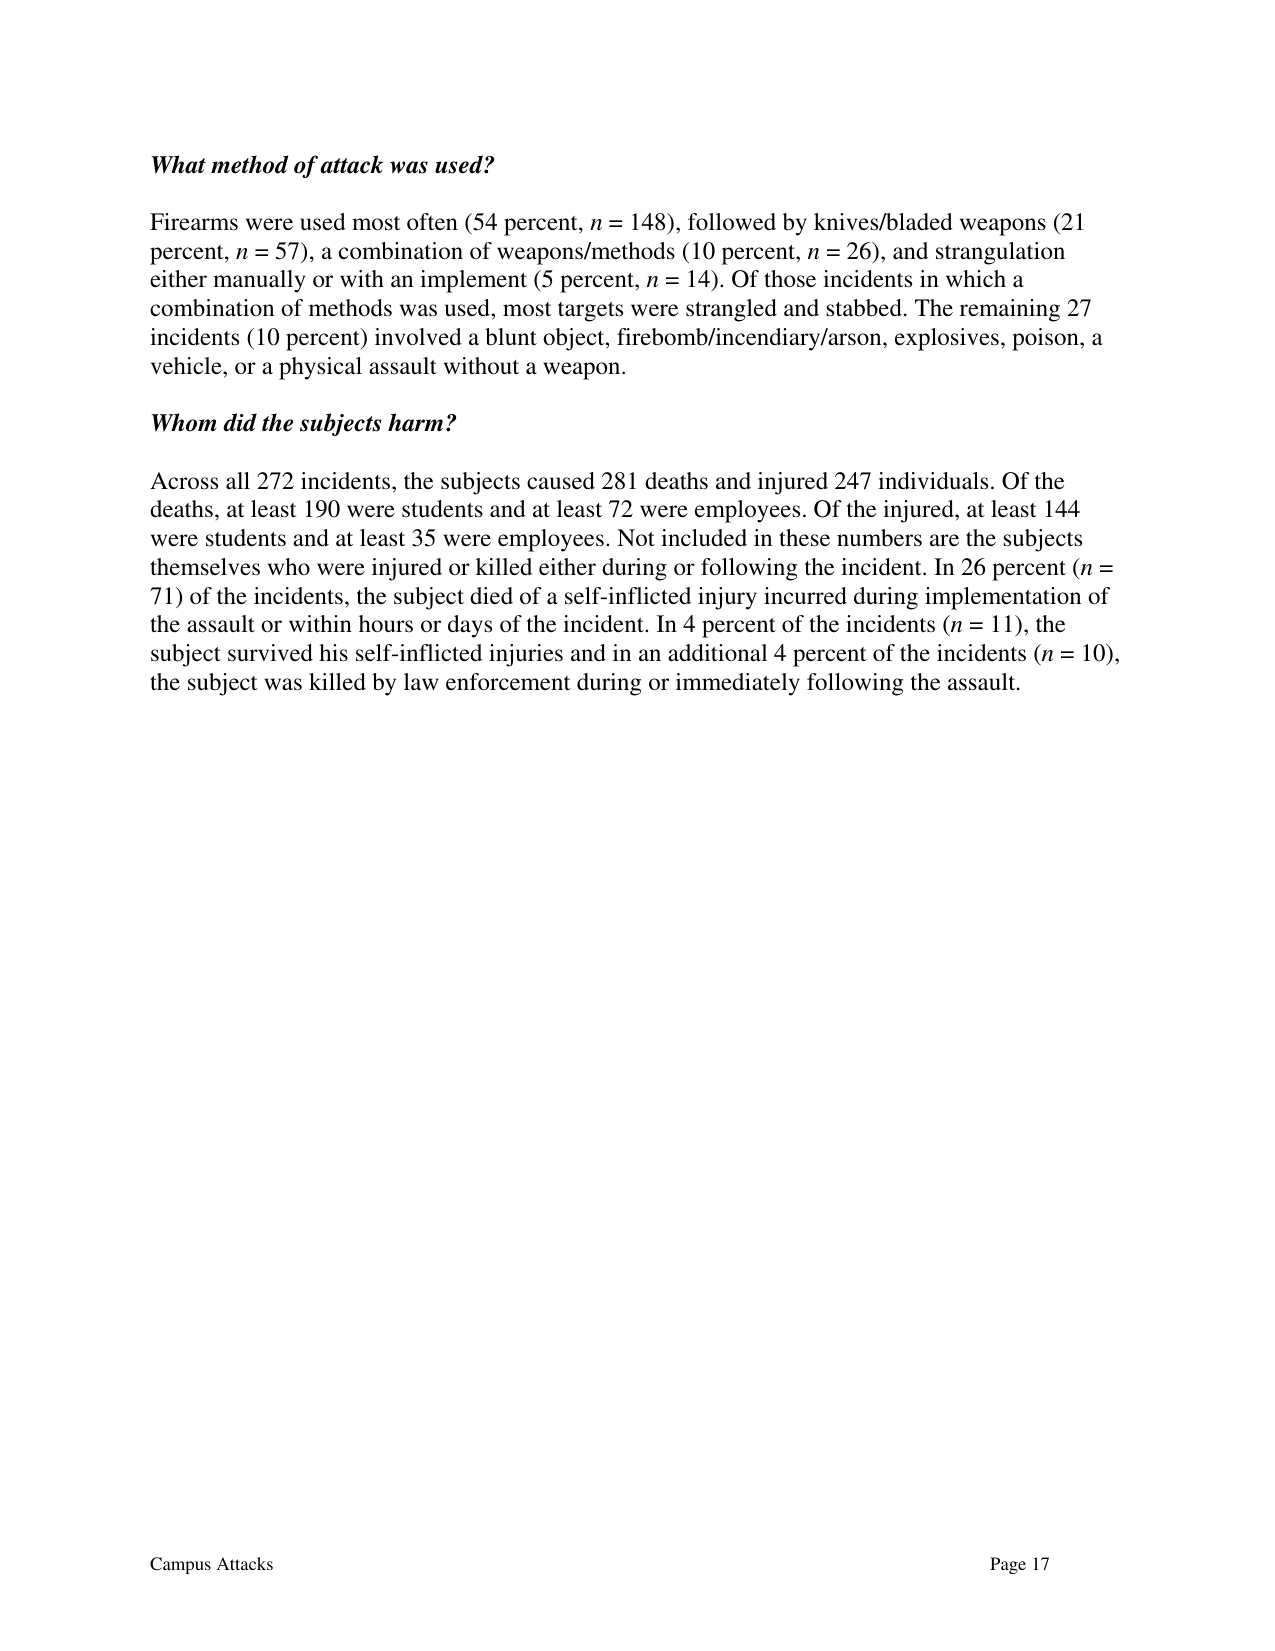 What method of attack was used?
Firearms were used most often (54 percent, n = 148), followed by knives/bladed weapons (21
percent, n = 57), a combination of weapons/methods (10 percent, n = 26), and strangulation
either manually or with an implement (5 percent, n = 14). Of those incidents in which a
combination of methods was used, most targets were strangled and stabbed. The remaining 27
incidents (10 percent) involved a blunt object, firebomb/incendiary/arson, explosives, poison, a
vehicle, or a physical assault without a weapon.
Whom did the subjects harm?
Across all 272 incidents, the subjects caused 281 deaths and injured 247 individuals. Of the
deaths, at least 190 were students and at least 72 were employees. Of the injured, at least 144
were students and at least 35 were employees. Not included in these numbers are the subjects
themselves who were injured or killed either during or following the incident. In 26 percent (n =
71) of the incidents, the subject died of a self-inflicted injury incurred during implementation of
the assault or within hours or days of the incident. In 4 percent of the incidents (n = 11), the
subject survived his self-inflicted injuries and in an additional 4 percent of the incidents (n = 10),
the subject was killed by law enforcement during or immediately following the assault.
Campus Attacks Page 17